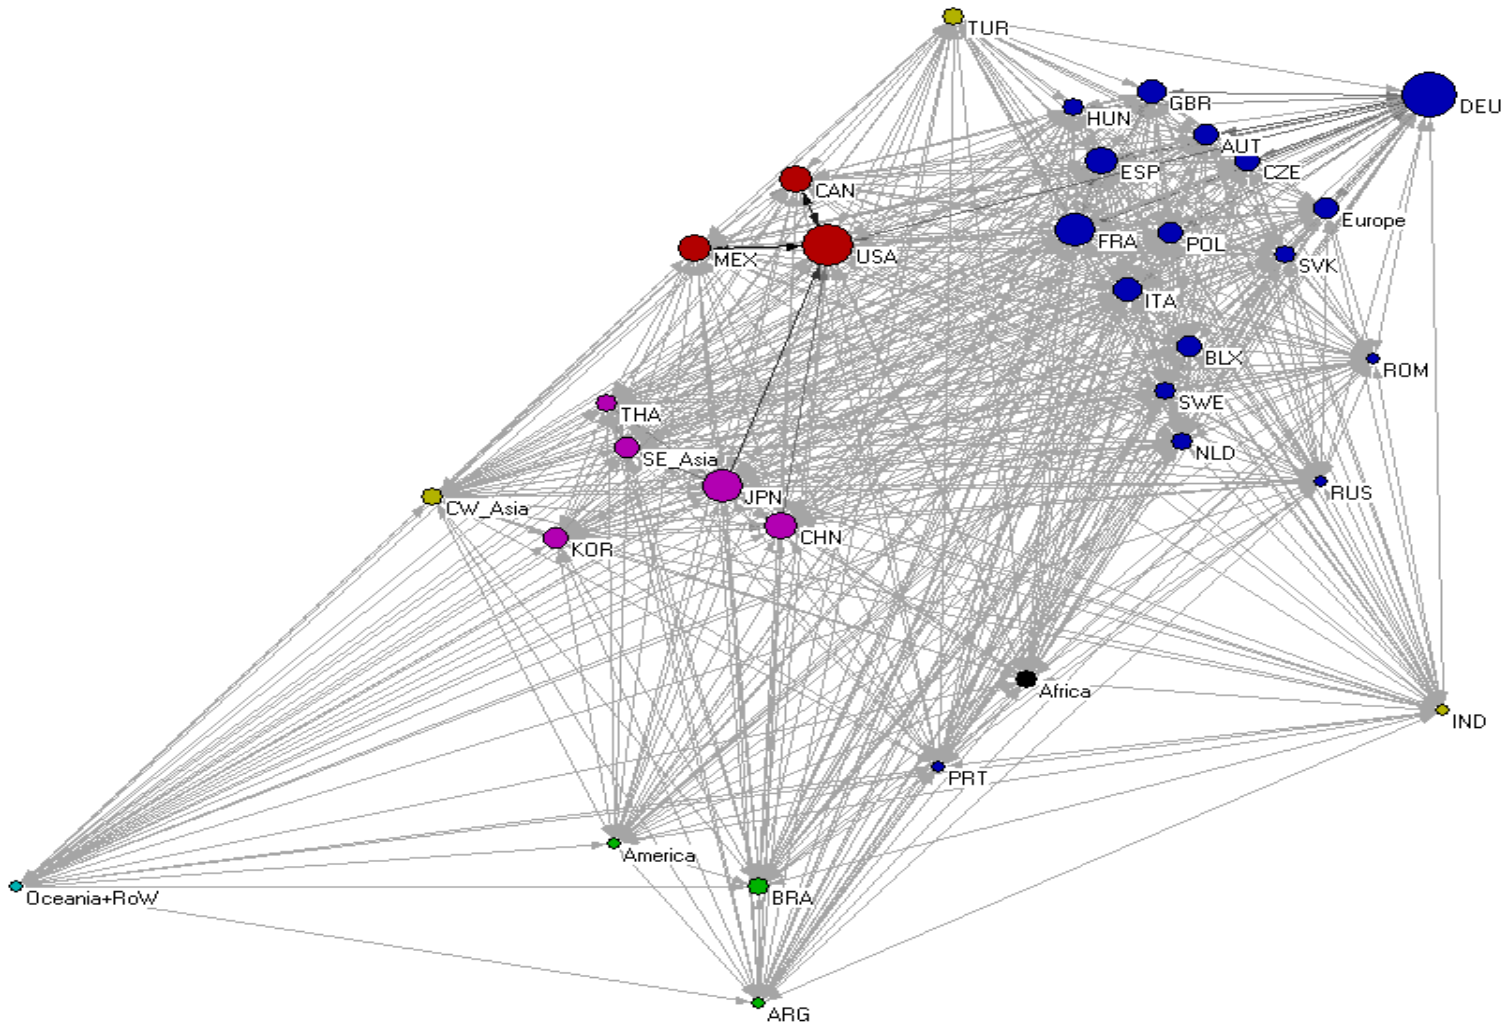 TUR
GBR
DEU
HUN
AUT
ESP
CZE
CAN
Europe
FRA
POL
USA
MEX
SVK
ITA
BLX
ROM
SWE
THA
NLD
SE_Asia
RUS
JPN
CW_Asia
CHN
KOR
Africa
IND
PRT
America
Oceania+RoW
BRA
ARG